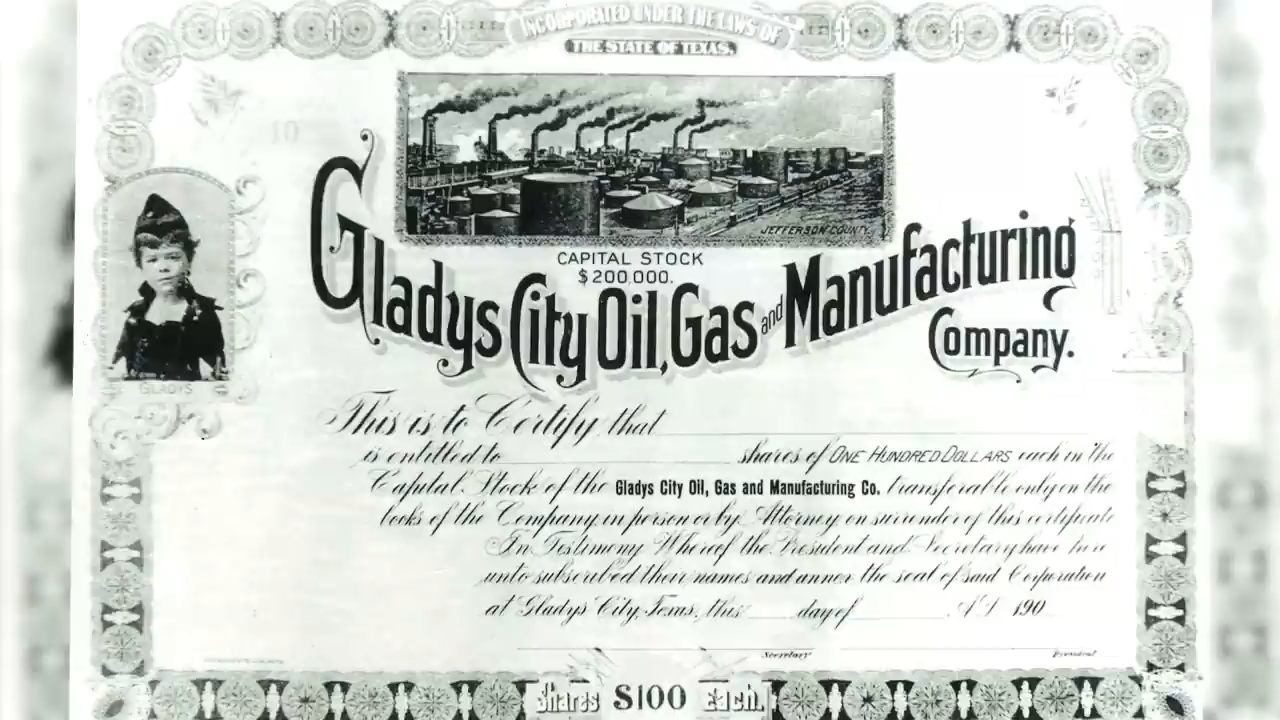 INCORPORATED UNDER THE LAWS OF
THE STATE OF TEXAS.
10
JEFFERSON COUNTY.
CAPITAL STOCK
$200,000.
Gladys City Oil, Gas and Manufacturing
Company.
GLADYS
This is to Certify that
is entitled to shares of ONE HUNDRED DOLLARS each in the
Capital Stock of the Gladys City Oil, Gas and Manufacturing Co. transferable only on the
books of the Company in person or by Attorney on surrender of this certificate
In Testimony Whereof the President and Secretary have here
unto subscribed their names and annex the seal of said Corporation
at Gladys City, Texas, this day of A.D. 190
Secretary President
Shares $100 Each.